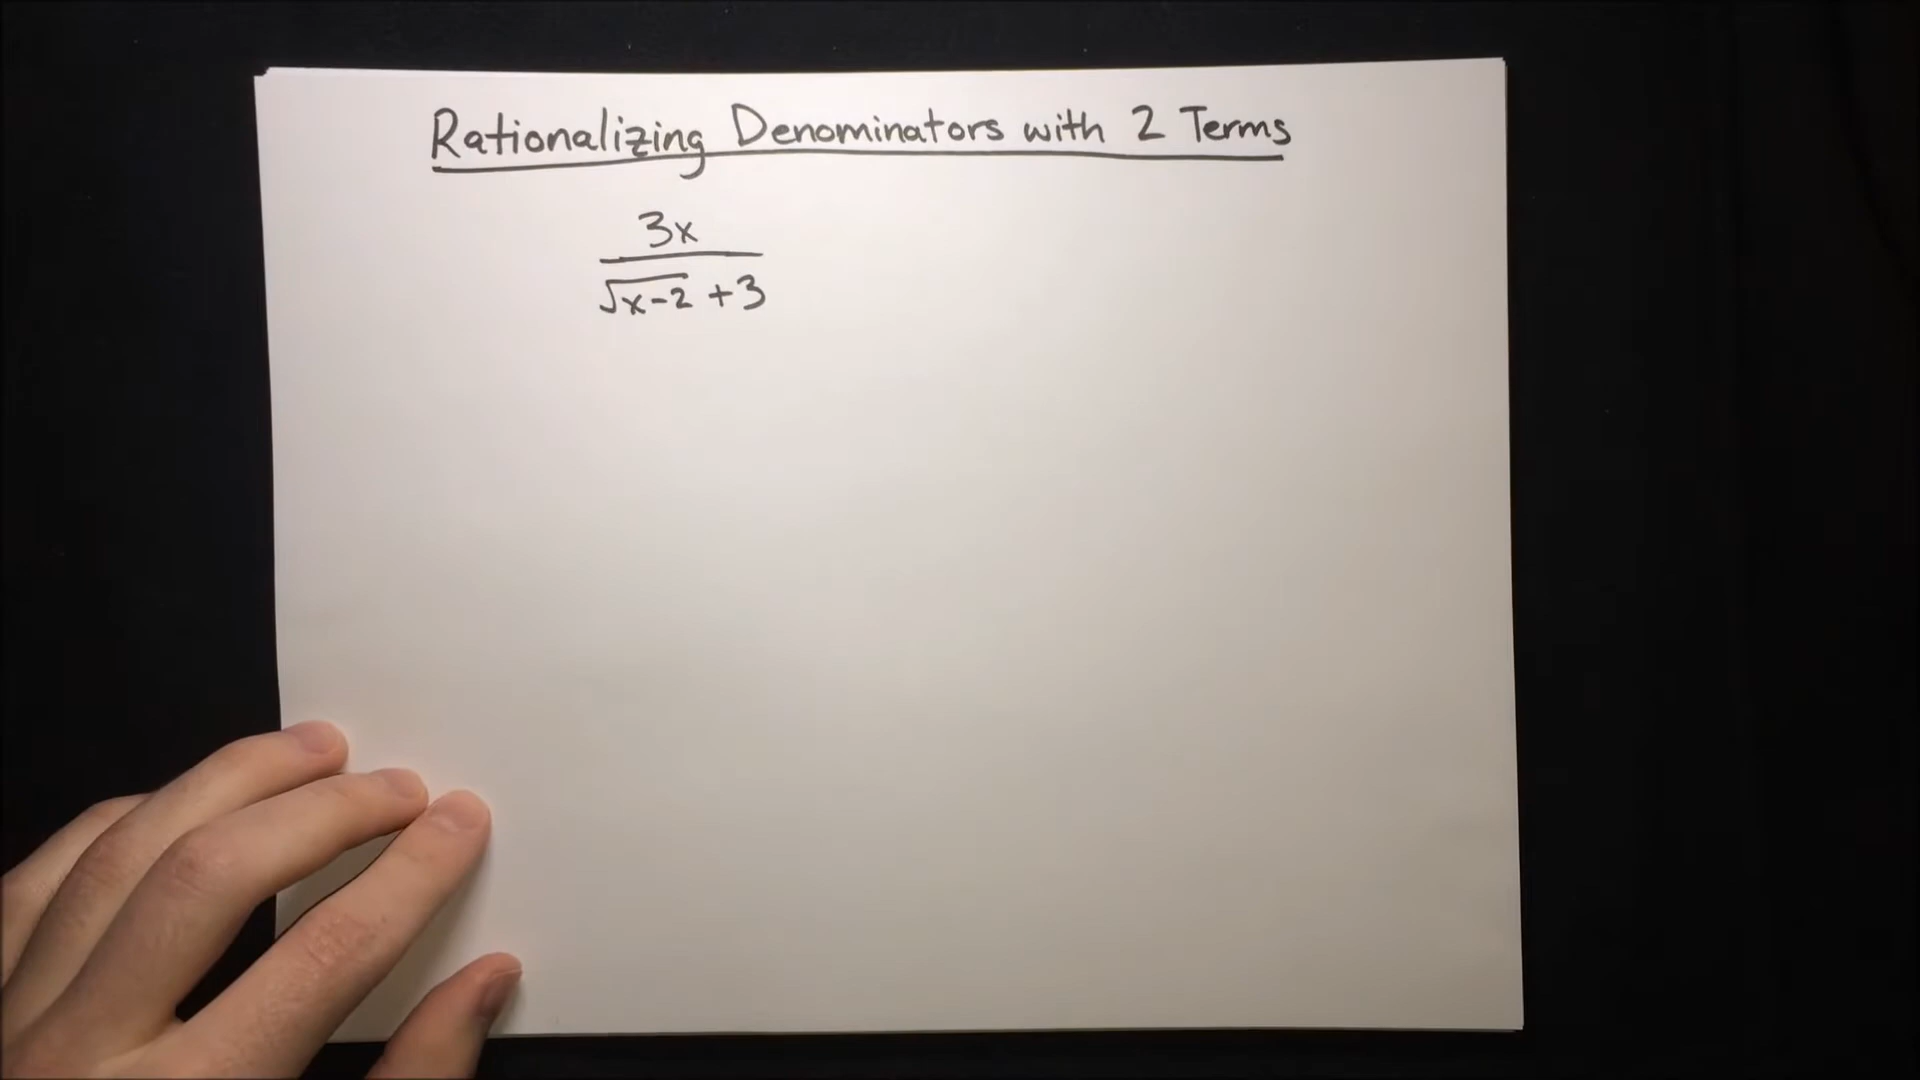 Rationalizing Denominators with 2 Terms
3x
√x-2 +3